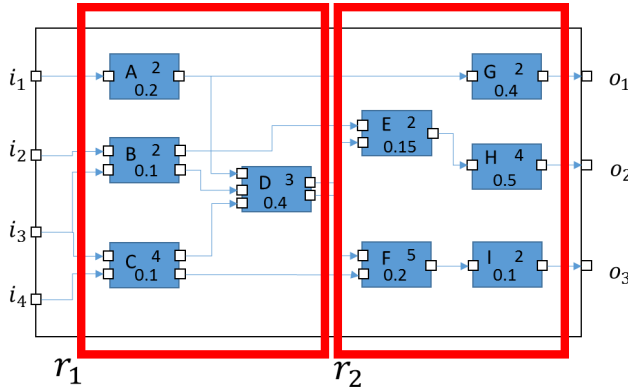 i₁
A 2
0.2
G 2
0.4
o₁
i₂
B 2
0.1
E 2
0.15
H 4
0.5
o₂
D 3
0.4
i₃
C 4
0.1
F 5
0.2
I 2
0.1
o₃
i₄
r₁
r₂